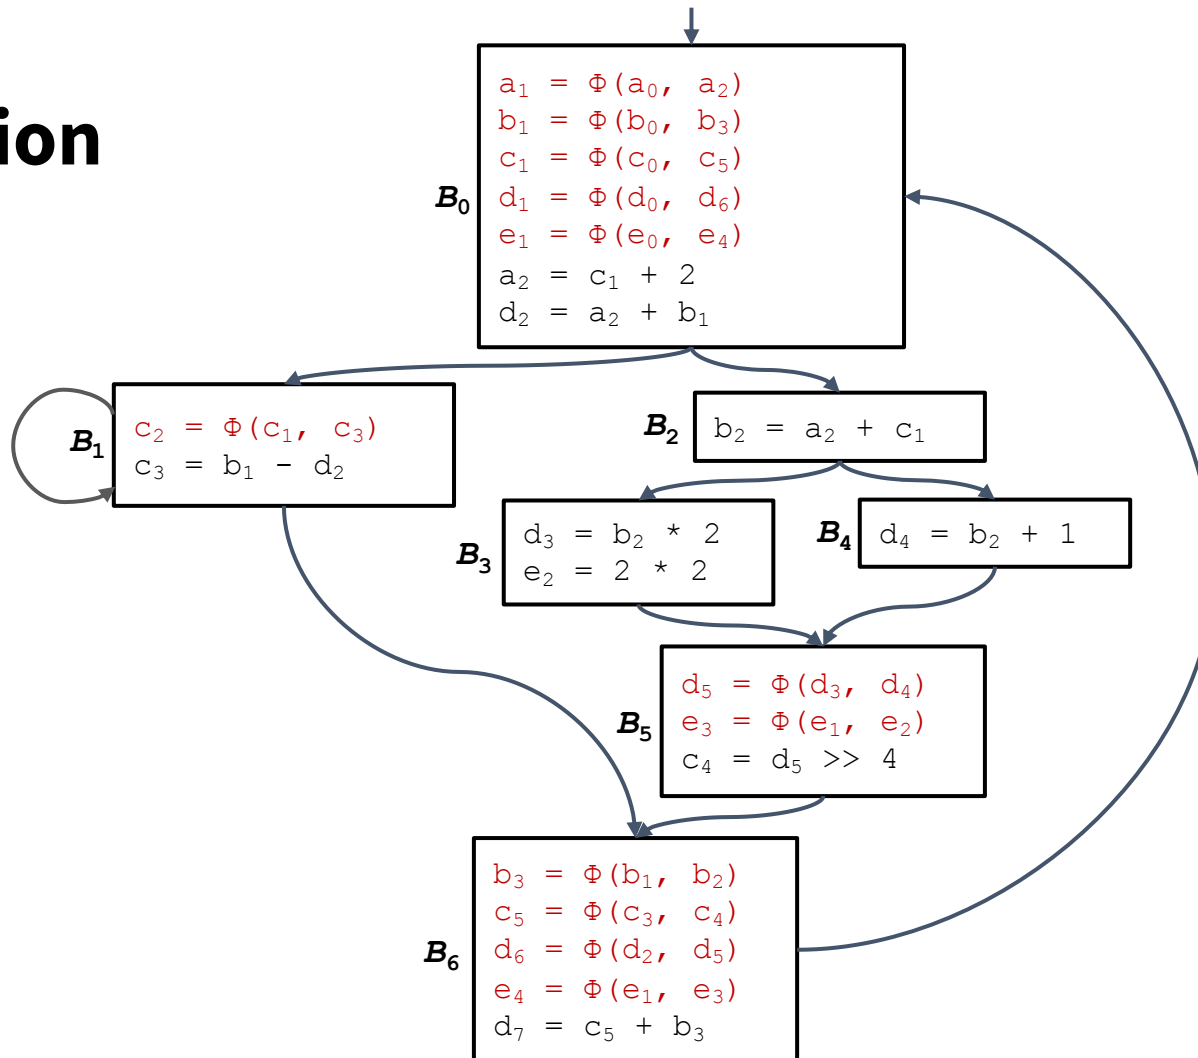 ion
B₀
a₁ = Φ(a₀, a₂)
b₁ = Φ(b₀, b₃)
c₁ = Φ(c₀, c₅)
d₁ = Φ(d₀, d₆)
e₁ = Φ(e₀, e₄)
a₂ = c₁ + 2
d₂ = a₂ + b₁
B₁
c₂ = Φ(c₁, c₃)
c₃ = b₁ - d₂
B₂
b₂ = a₂ + c₁
B₃
d₃ = b₂ * 2
e₂ = 2 * 2
B₄
d₄ = b₂ + 1
B₅
d₅ = Φ(d₃, d₄)
e₃ = Φ(e₁, e₂)
c₄ = d₅ >> 4
B₆
b₃ = Φ(b₁, b₂)
c₅ = Φ(c₃, c₄)
d₆ = Φ(d₂, d₅)
e₄ = Φ(e₁, e₃)
d₇ = c₅ + b₃